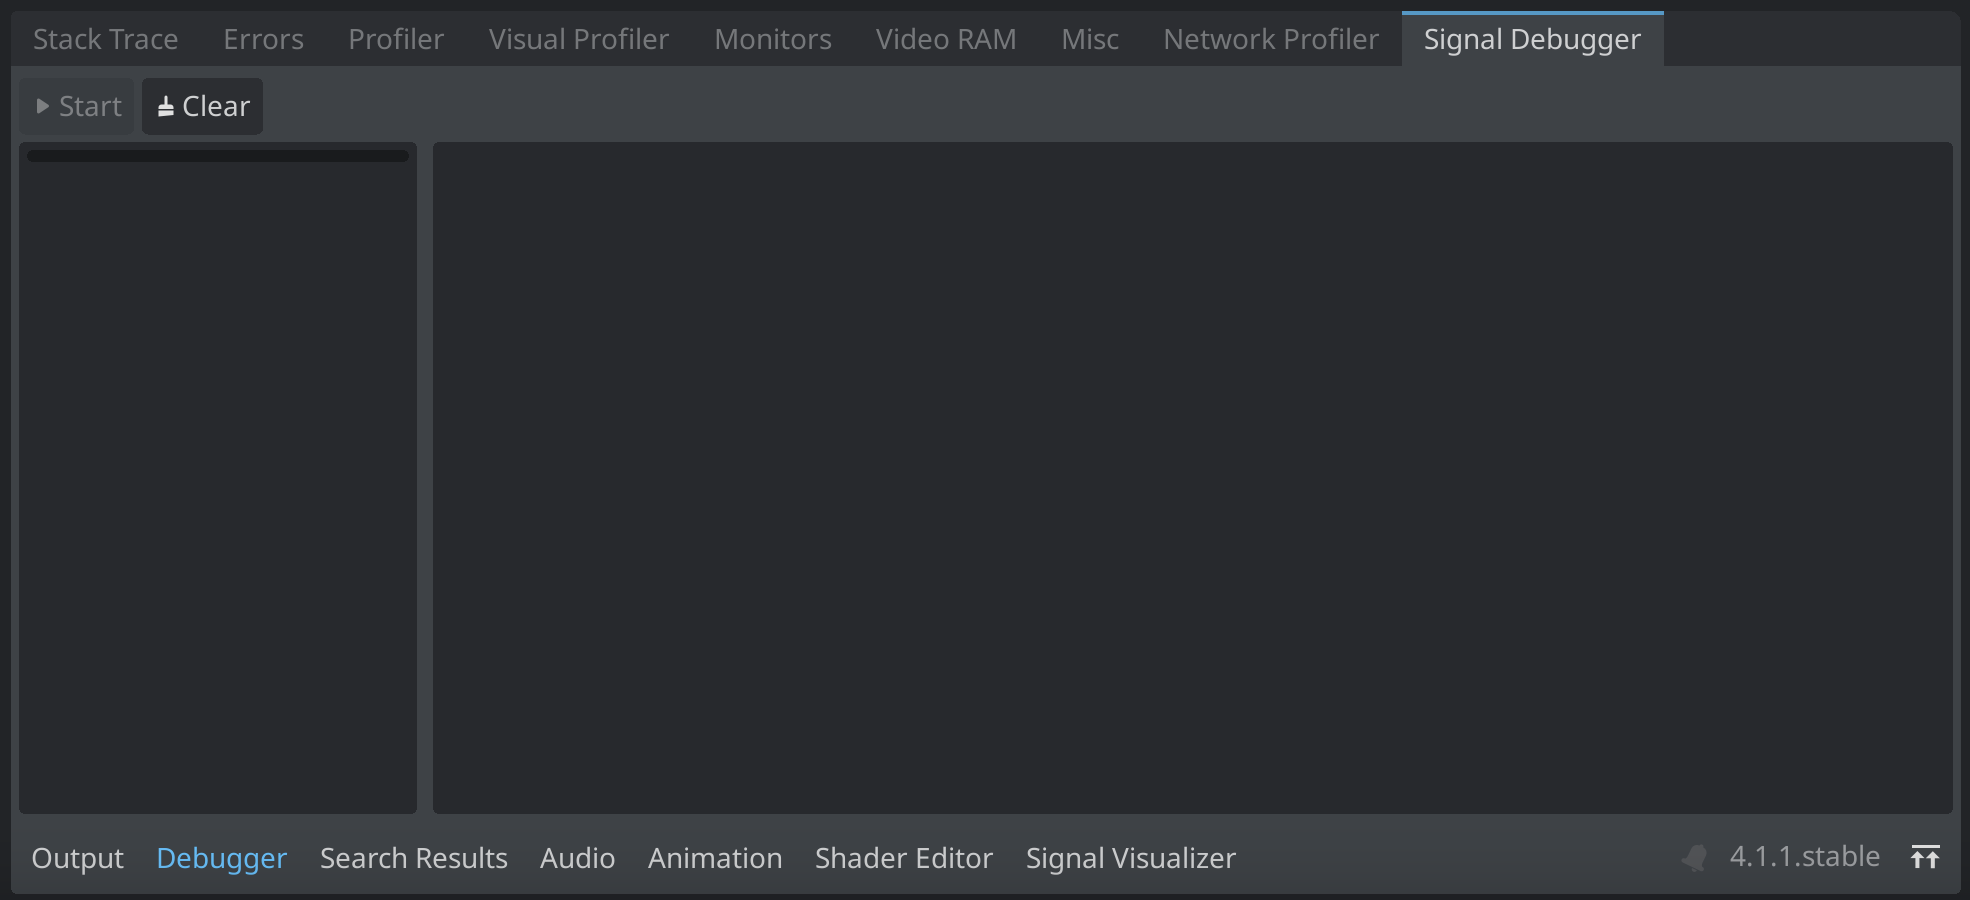 Stack Trace Errors Profiler Visual Profiler Monitors Video RAM Misc Network Profiler Signal Debugger
Start Clear
Output Debugger Search Results Audio Animation Shader Editor Signal Visualizer 4.1.1.stable